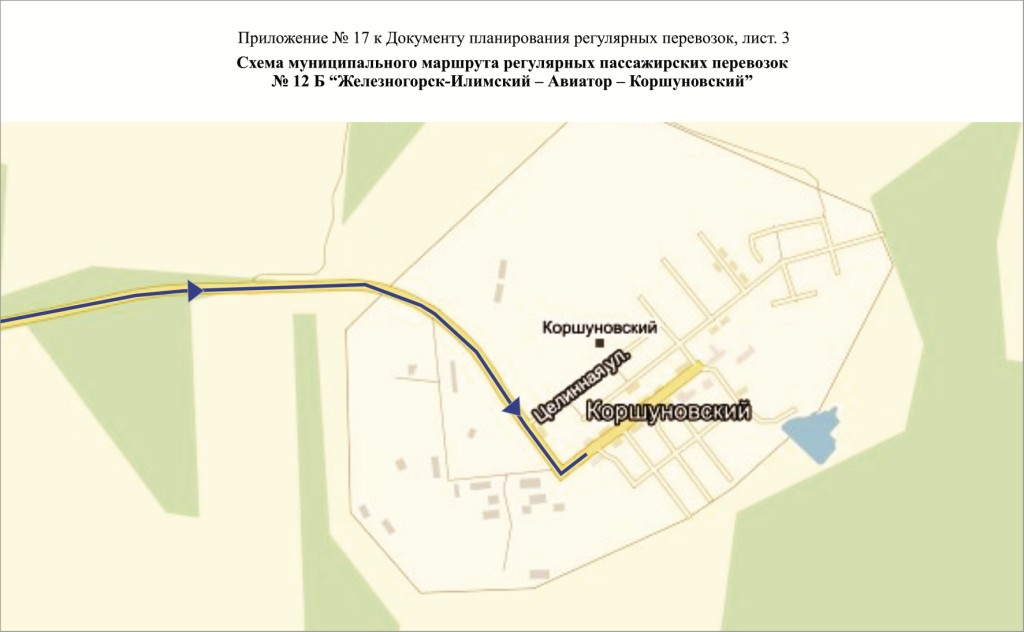 Приложение № 17 к Документу планирования регулярных перевозок, лист. 3
Схема муниципального маршрута регулярных пассажирских перевозок
№ 12 Б “Железногорск-Илимский – Авиатор – Коршуновский”
Коршуновский
Целинная ул.
Коршуновский